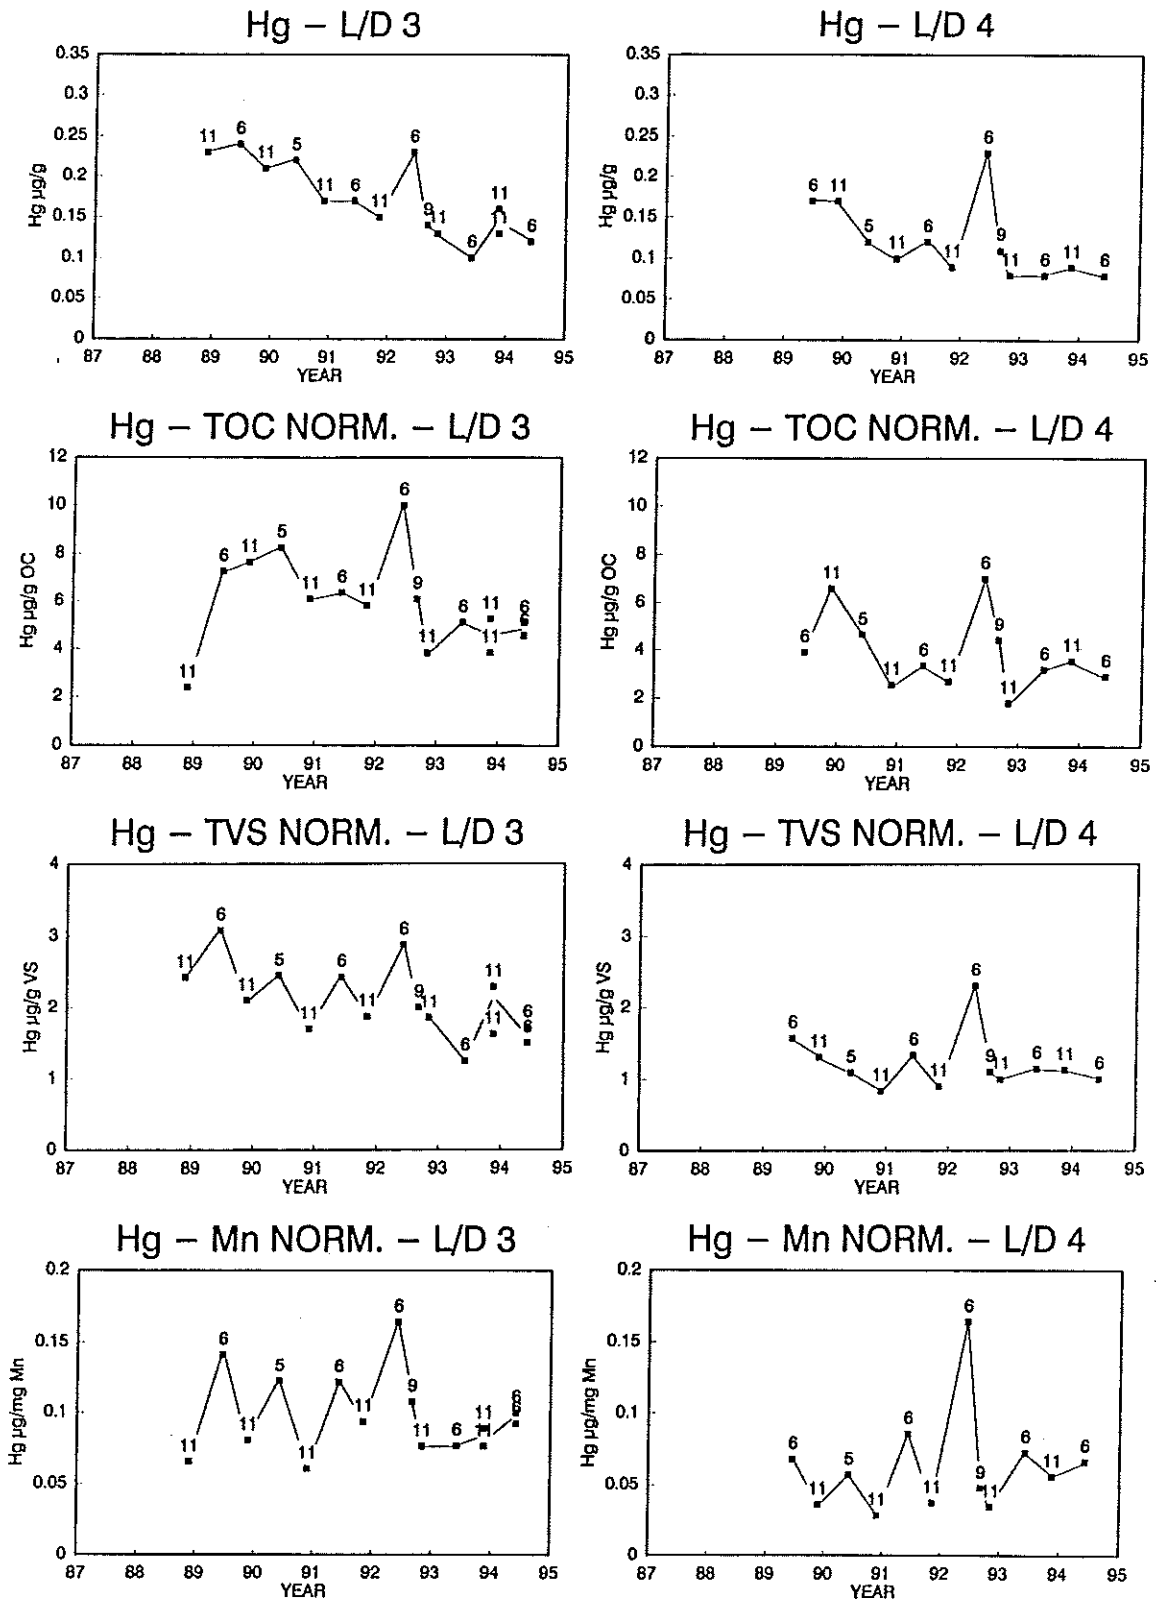 Hg – L/D 3
0.35
0.3
0.25
0.2
0.15
0.1
0.05
0
Hg µg/g
11 6 11 5 11 6 11 6 9 11 6 11 11 6
87 88 89 90 91 92 93 94 95
YEAR
Hg – L/D 4
0.35
0.3
0.25
0.2
0.15
0.1
0.05
0
Hg µg/g
6 11 5 11 6 11 6 9 11 6 11 6
87 88 89 90 91 92 93 94 95
YEAR
Hg – TOC NORM. – L/D 3
12
10
8
6
4
2
0
Hg µg/g OC
11 6 11 5 11 6 11 6 9 11 6 11 11 6 6
87 88 89 90 91 92 93 94 95
YEAR
Hg – TOC NORM. – L/D 4
12
10
8
6
4
2
0
Hg µg/g OC
6 11 5 11 6 11 6 9 11 6 11 6
87 88 89 90 91 92 93 94 95
YEAR
Hg – TVS NORM. – L/D 3
4
3
2
1
0
Hg µg/g VS
11 6 11 5 11 6 11 6 9 11 6 11 11 6 6
87 88 89 90 91 92 93 94 95
YEAR
Hg – TVS NORM. – L/D 4
4
3
2
1
0
Hg µg/g VS
6 11 5 11 6 11 6 9 11 6 11 6
87 88 89 90 91 92 93 94 95
YEAR
Hg – Mn NORM. – L/D 3
0.2
0.15
0.1
0.05
0
Hg µg/mg Mn
11 6 11 5 11 6 11 6 9 11 6 11 11 6 6
87 88 89 90 91 92 93 94 95
YEAR
Hg – Mn NORM. – L/D 4
0.2
0.15
0.1
0.05
0
Hg µg/mg Mn
6 11 5 11 6 11 6 9 11 6 11 6
87 88 89 90 91 92 93 94 95
YEAR